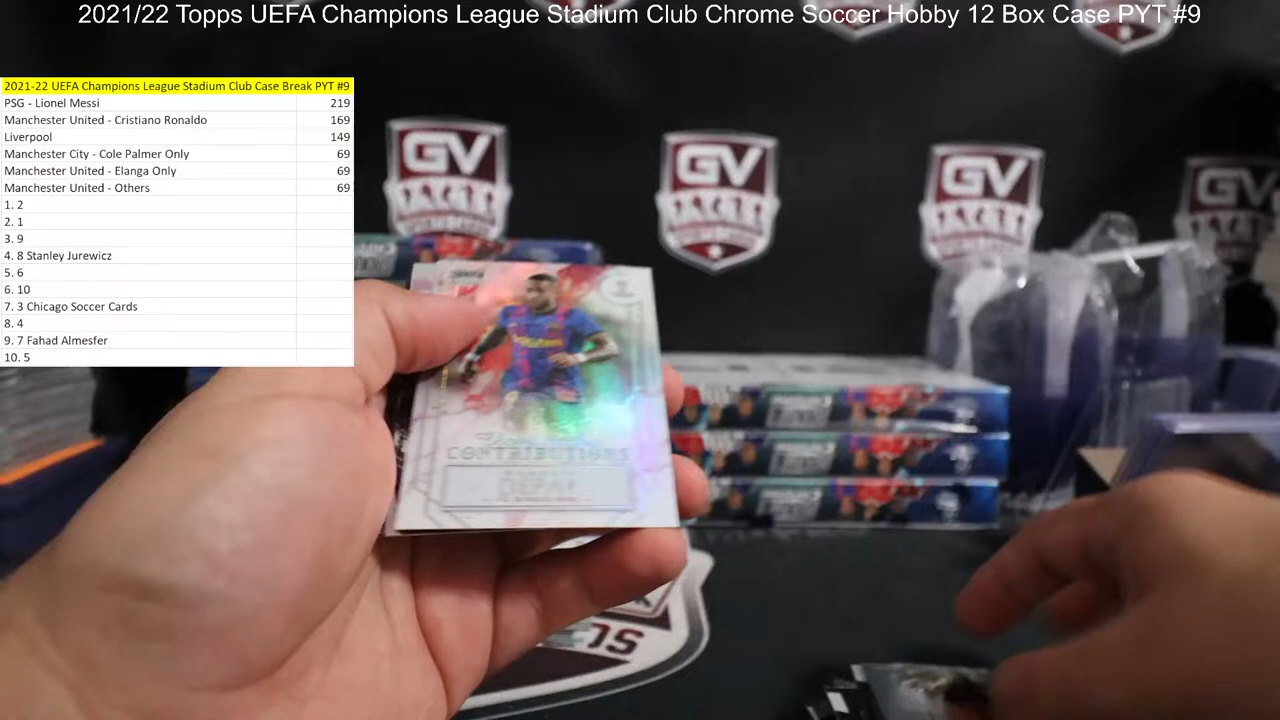 2021/22 Topps UEFA Champions League Stadium Club Chrome Soccer Hobby 12 Box Case PYT #9
2021-22 UEFA Champions League Stadium Club Case Break PYT #9
PSG - Lionel Messi 219
Manchester United - Cristiano Ronaldo 169
Liverpool 149
Manchester City - Cole Palmer Only 69
Manchester United - Elanga Only 69
Manchester United - Others 69
1. 2
2. 1
3. 9
4. 8 Stanley Jurewicz
5. 6
6. 10
7. 3 Chicago Soccer Cards
8. 4
9. 7 Fahad Almesfer
10. 5
GV
GV
GV
GV
CONTRIBUTIONS
DEPAY